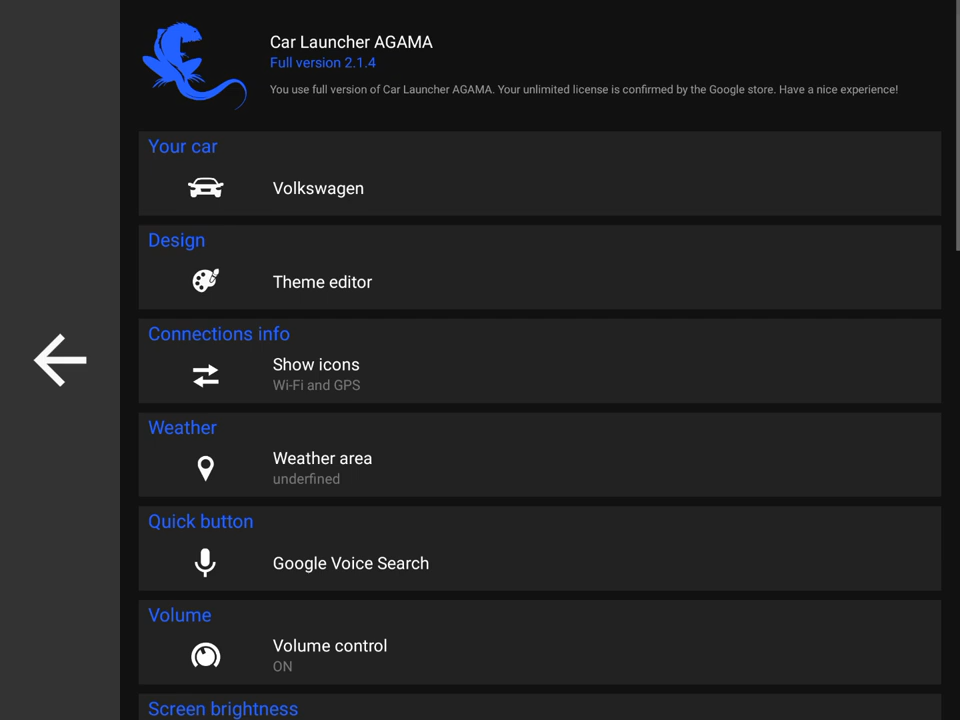 Car Launcher AGAMA
Full version 2.1.4
You use full version of Car Launcher AGAMA. Your unlimited license is confirmed by the Google store. Have a nice experience!
Your car
Volkswagen
Design
Theme editor
Connections info
Show icons
Wi-Fi and GPS
Weather
Weather area
underfined
Quick button
Google Voice Search
Volume
Volume control
ON
Screen brightness